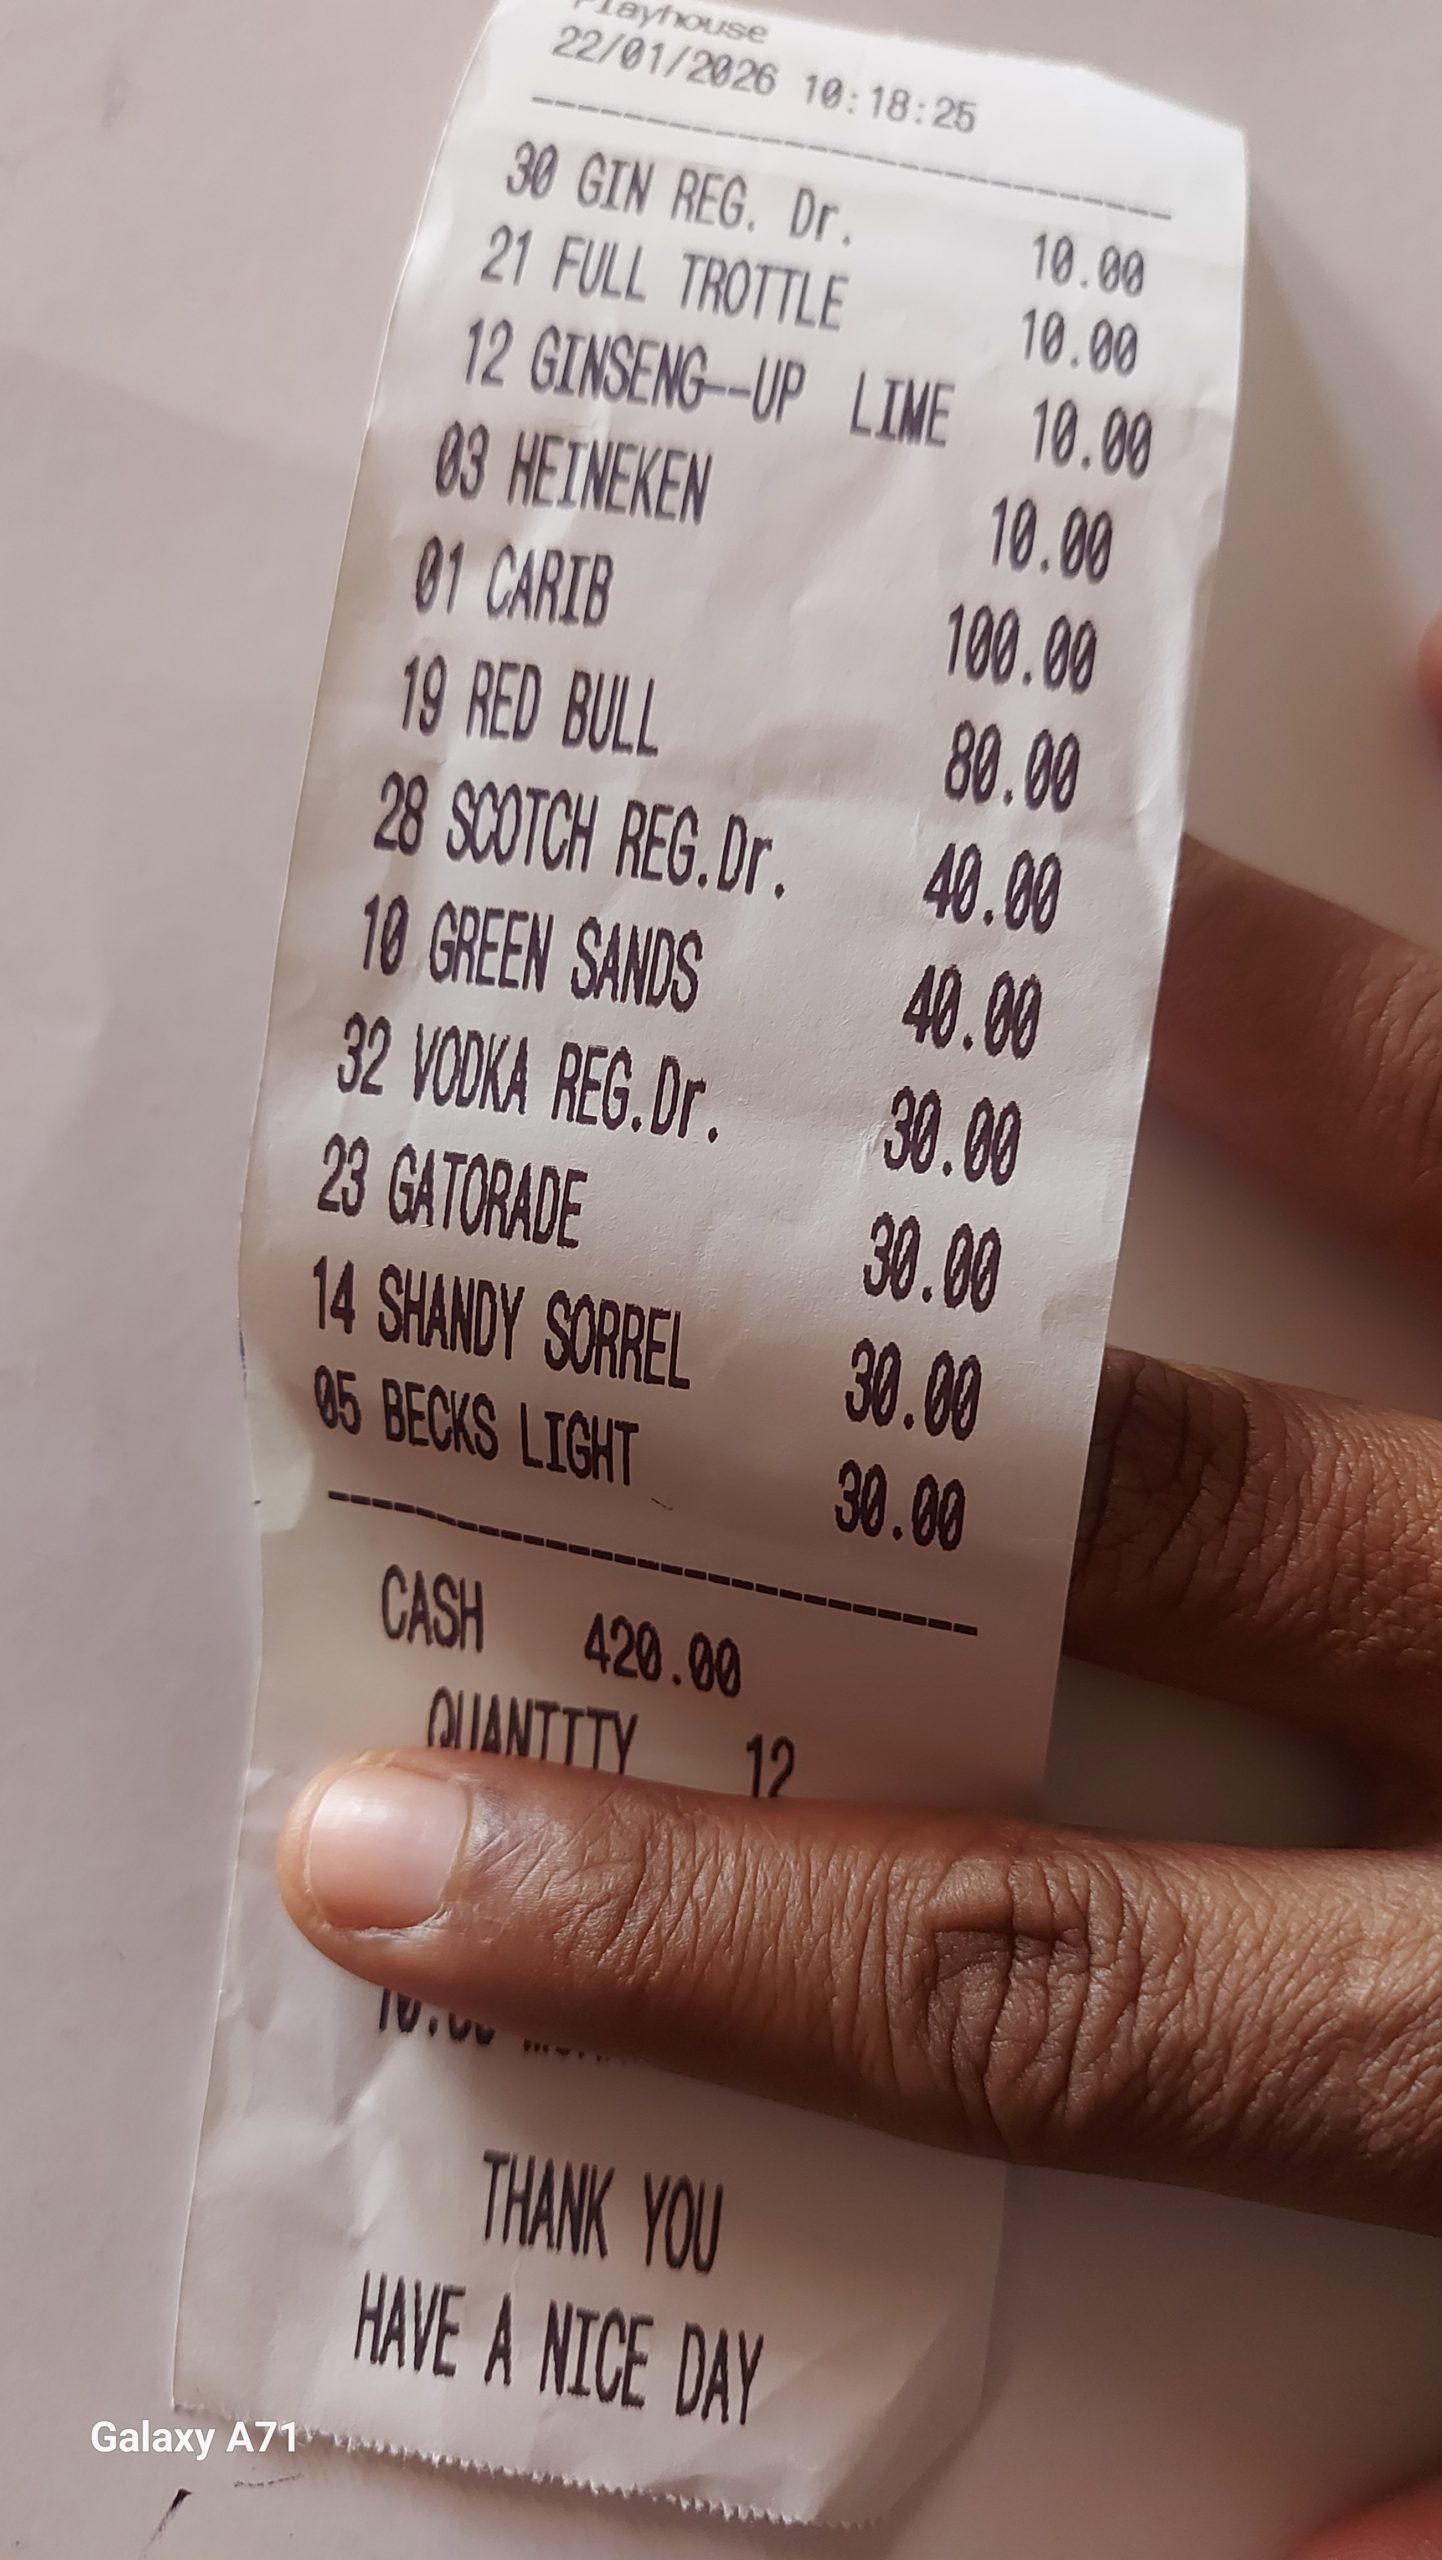 Playhouse
22/01/2026 10:18:25
30 GIN REG. Dr. 10.00
21 FULL TROTTLE 10.00
12 GINSENG--UP LIME 10.00
03 HEINEKEN 10.00
01 CARIB 100.00
19 RED BULL 80.00
28 SCOTCH REG.Dr. 40.00
10 GREEN SANDS 40.00
32 VODKA REG.Dr. 30.00
23 GATORADE 30.00
14 SHANDY SORREL 30.00
05 BECKS LIGHT 30.00
CASH 420.00
QUANTITY 12
THANK YOU
HAVE A NICE DAY
Galaxy A71